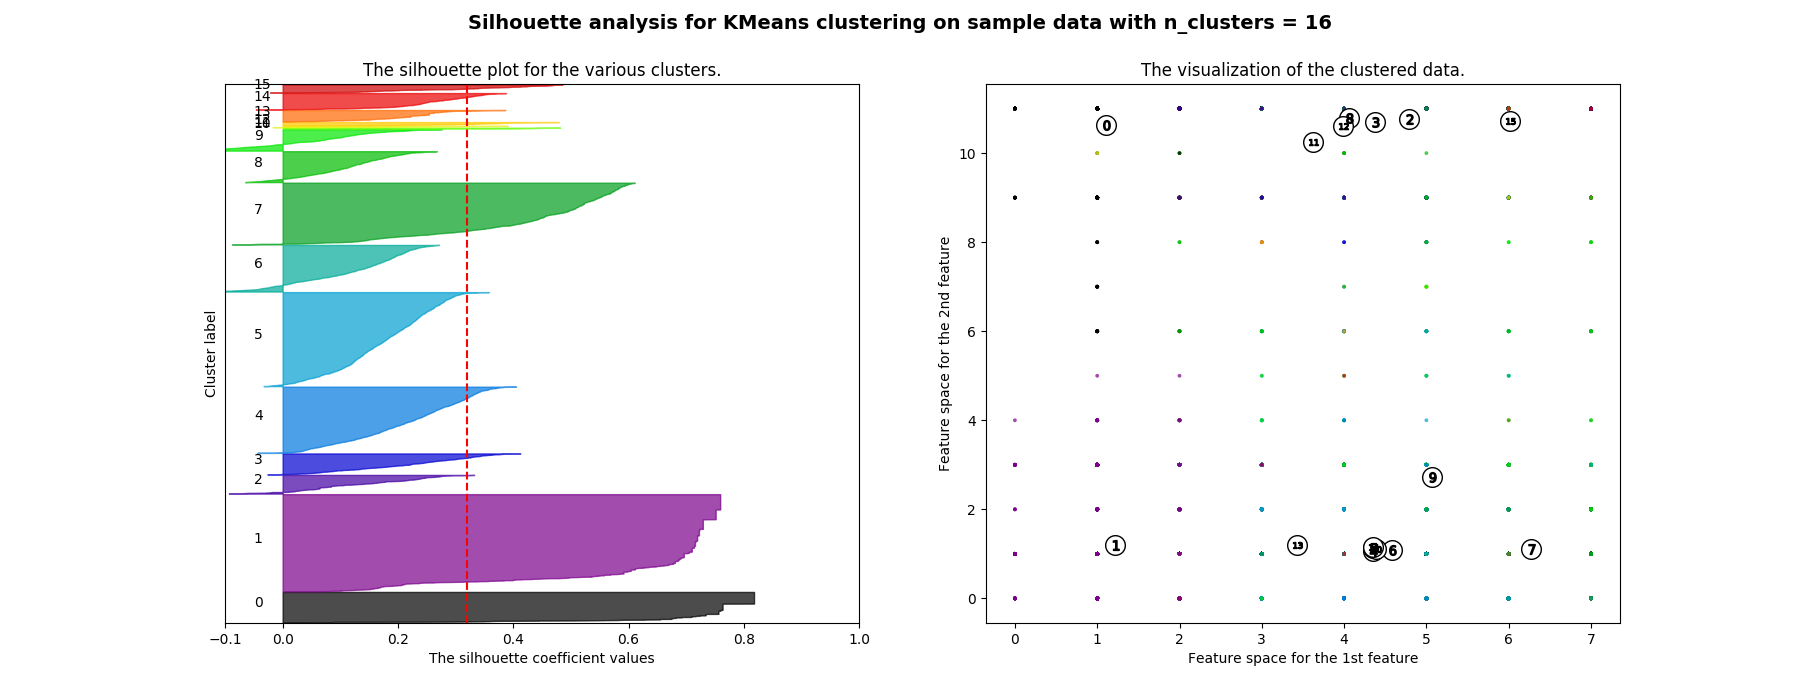 Silhouette analysis for KMeans clustering on sample data with n_clusters = 16
The silhouette plot for the various clusters.
15
14
13
9
8
7
6
5
4
3
2
1
0
Cluster label
−0.1 0.0 0.2 0.4 0.6 0.8 1.0
The silhouette coefficient values
The visualization of the clustered data.
10
8
6
4
2
0
Feature space for the 2nd feature
0 8 3 2 15
12
11
9
1 13 6 7
0 1 2 3 4 5 6 7
Feature space for the 1st feature